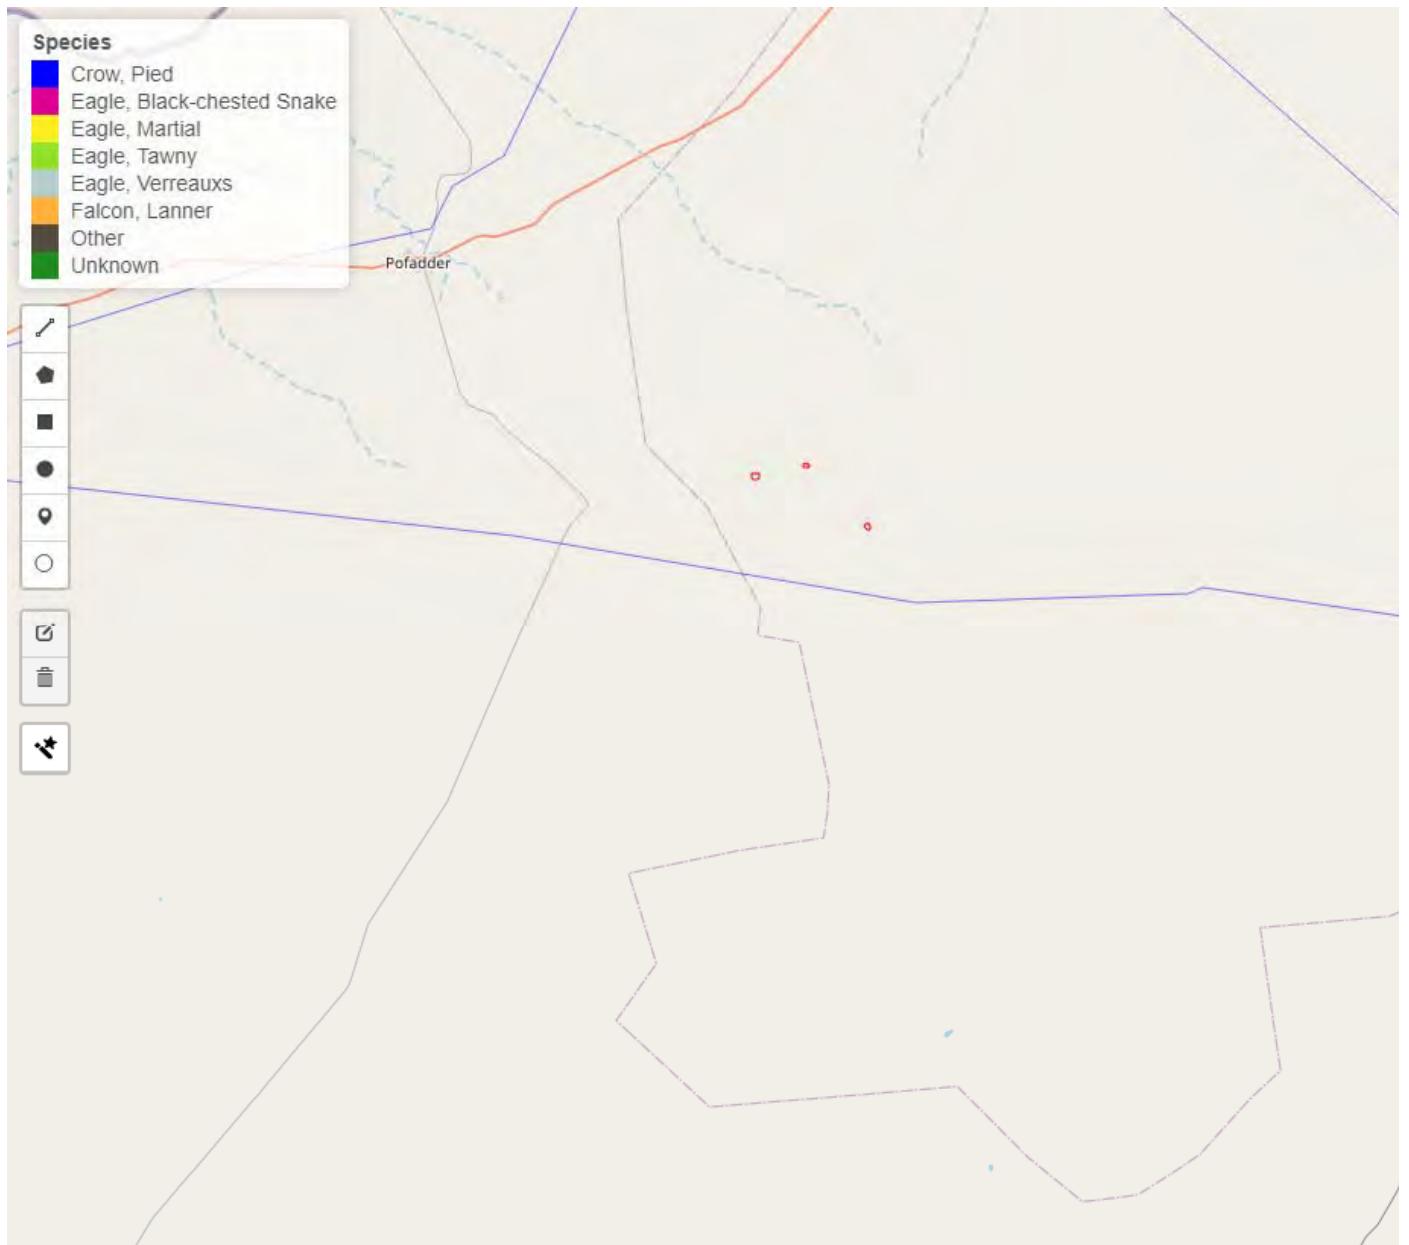 Species
Crow, Pied
Eagle, Black-chested Snake
Eagle, Martial
Eagle, Tawny
Eagle, Verreauxs
Falcon, Lanner
Other
Unknown
Pofadder